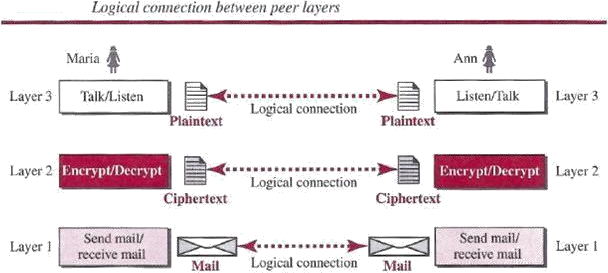 Logical connection between peer layers
Maria
Ann
Layer 3
Talk/Listen
Plaintext
Logical connection
Plaintext
Listen/Talk
Layer 3
Layer 2
Encrypt/Decrypt
Ciphertext
Logical connection
Ciphertext
Encrypt/Decrypt
Layer 2
Layer 1
Send mail/
receive mail
Mail
Logical connection
Mail
Send mail/
receive mail
Layer 1